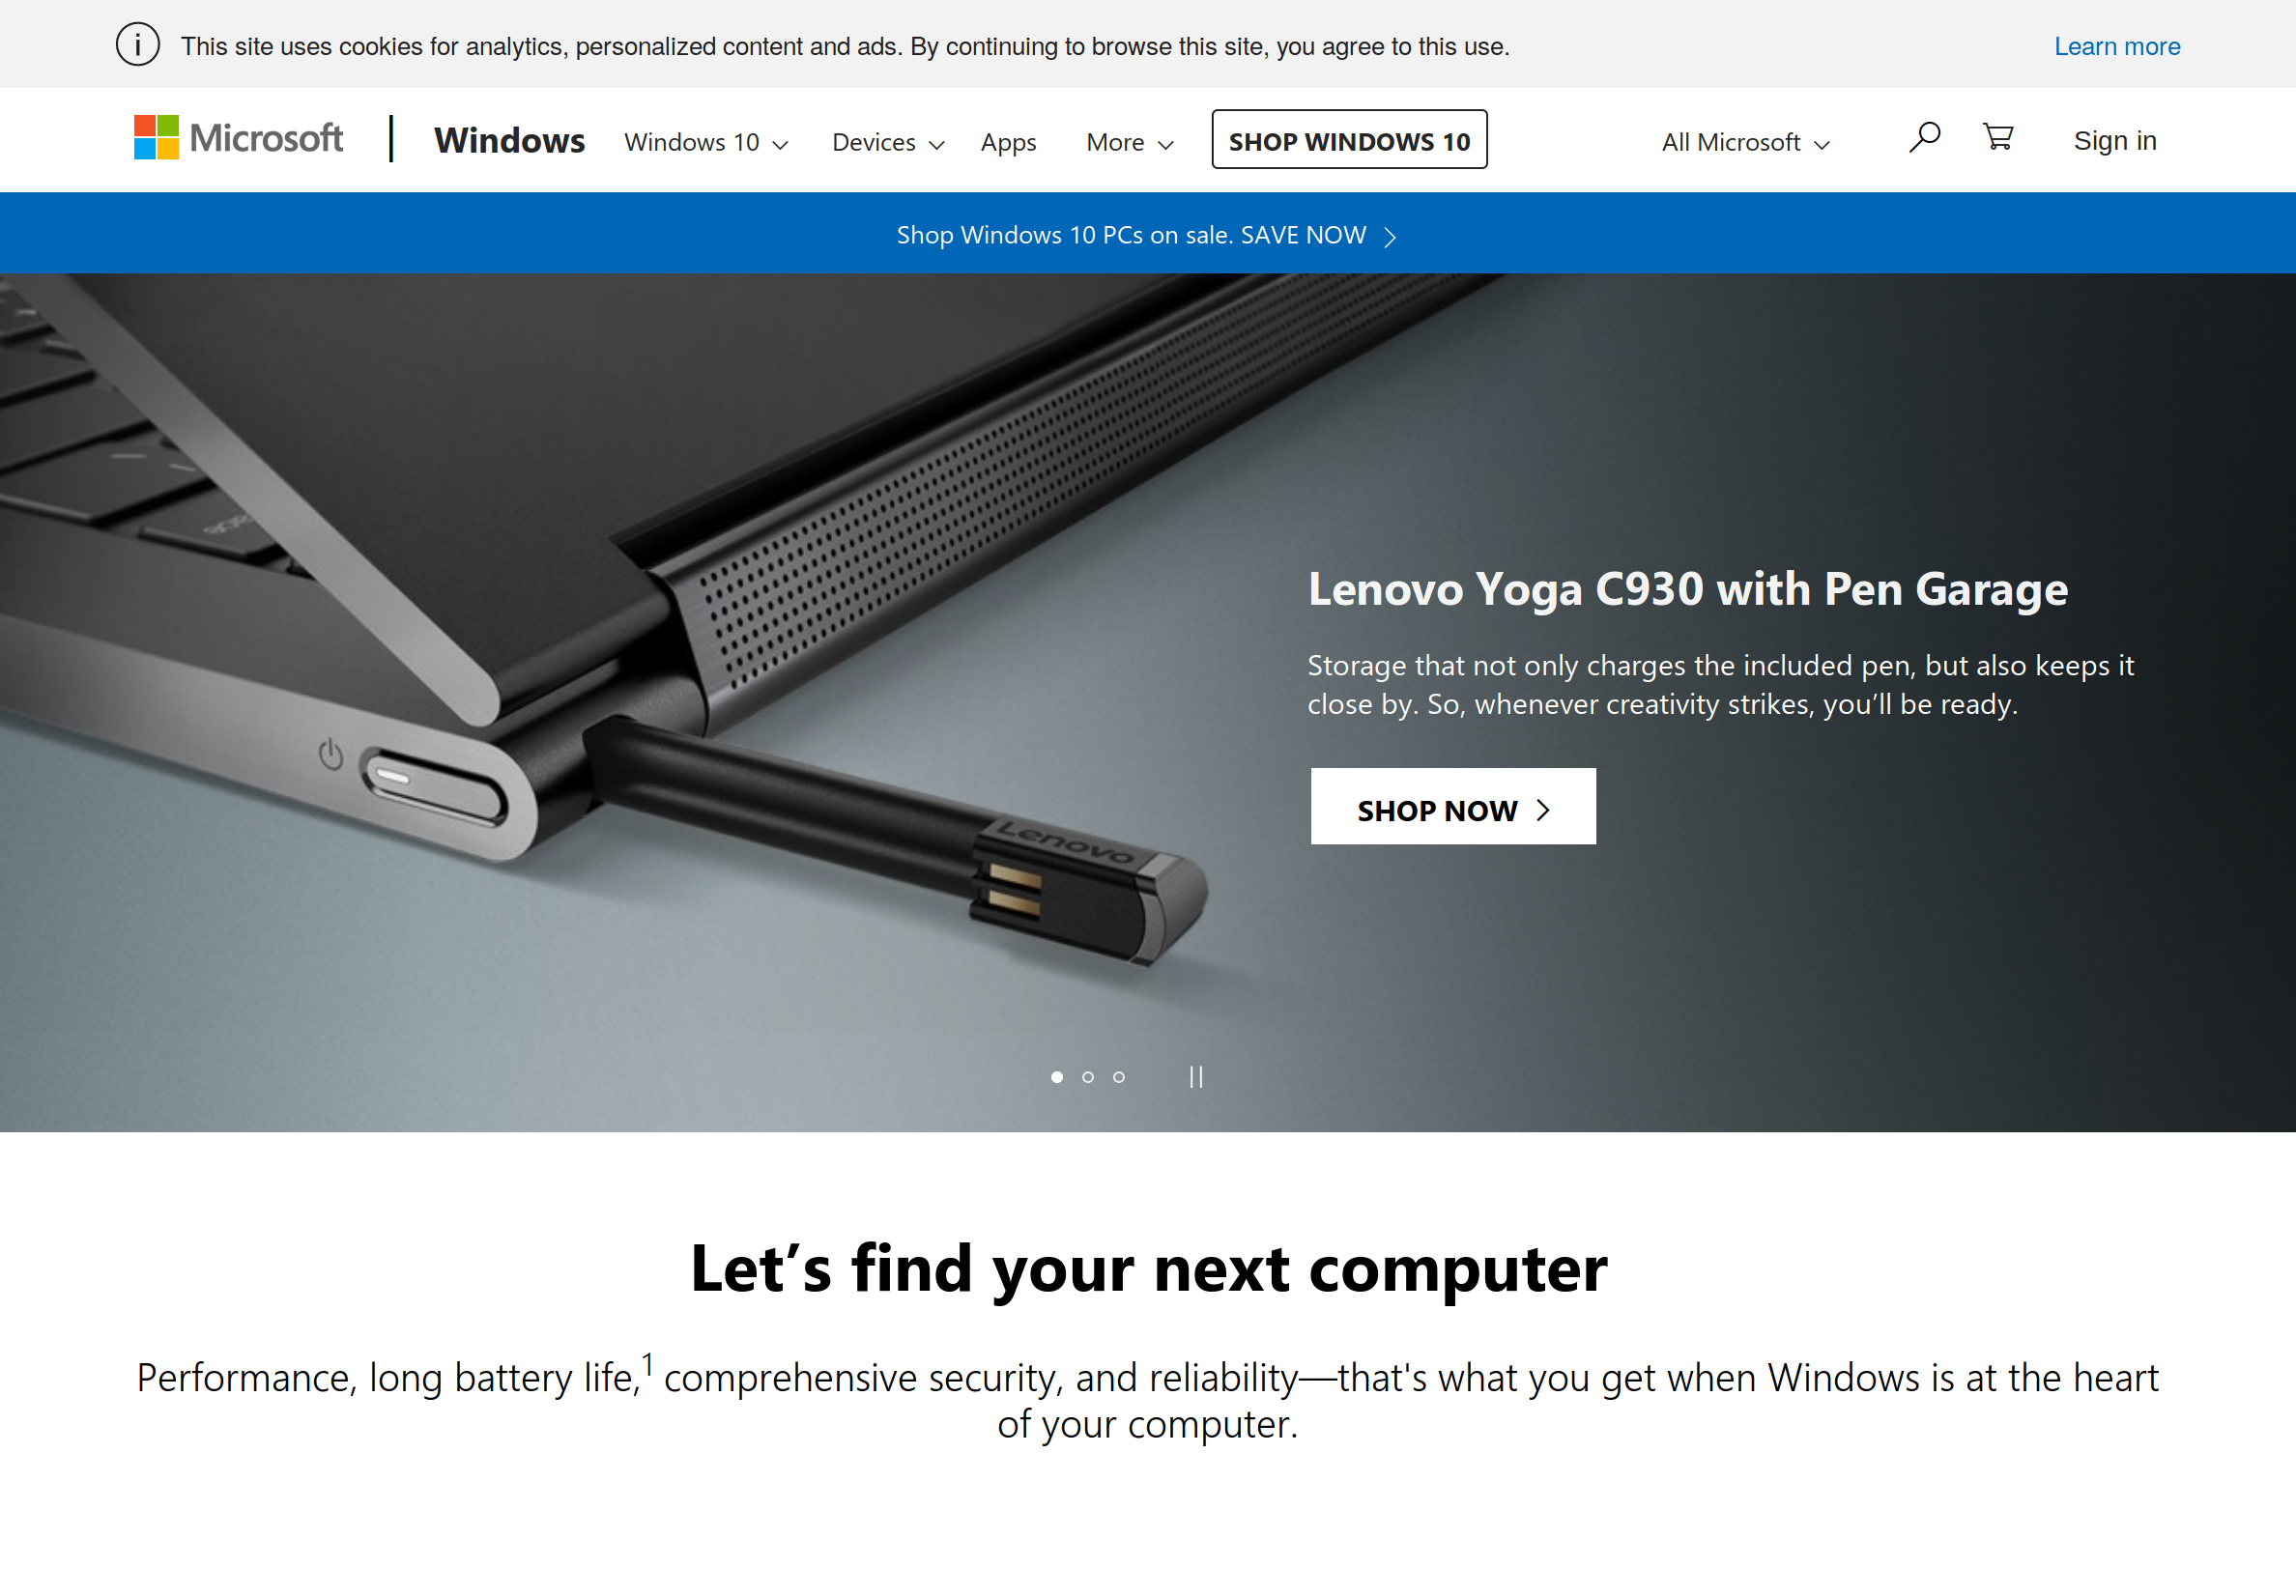 This site uses cookies for analytics, personalized content and ads. By continuing to browse this site, you agree to this use.
Learn more
Microsoft
Windows
Windows 10
Devices
Apps
More
SHOP WINDOWS 10
All Microsoft
Sign in
Shop Windows 10 PCs on sale. SAVE NOW
Lenovo Yoga C930 with Pen Garage
Storage that not only charges the included pen, but also keeps it
close by. So, whenever creativity strikes, you’ll be ready.
SHOP NOW
Lenovo
Let’s find your next computer
Performance, long battery life,¹ comprehensive security, and reliability—that's what you get when Windows is at the heart
of your computer.